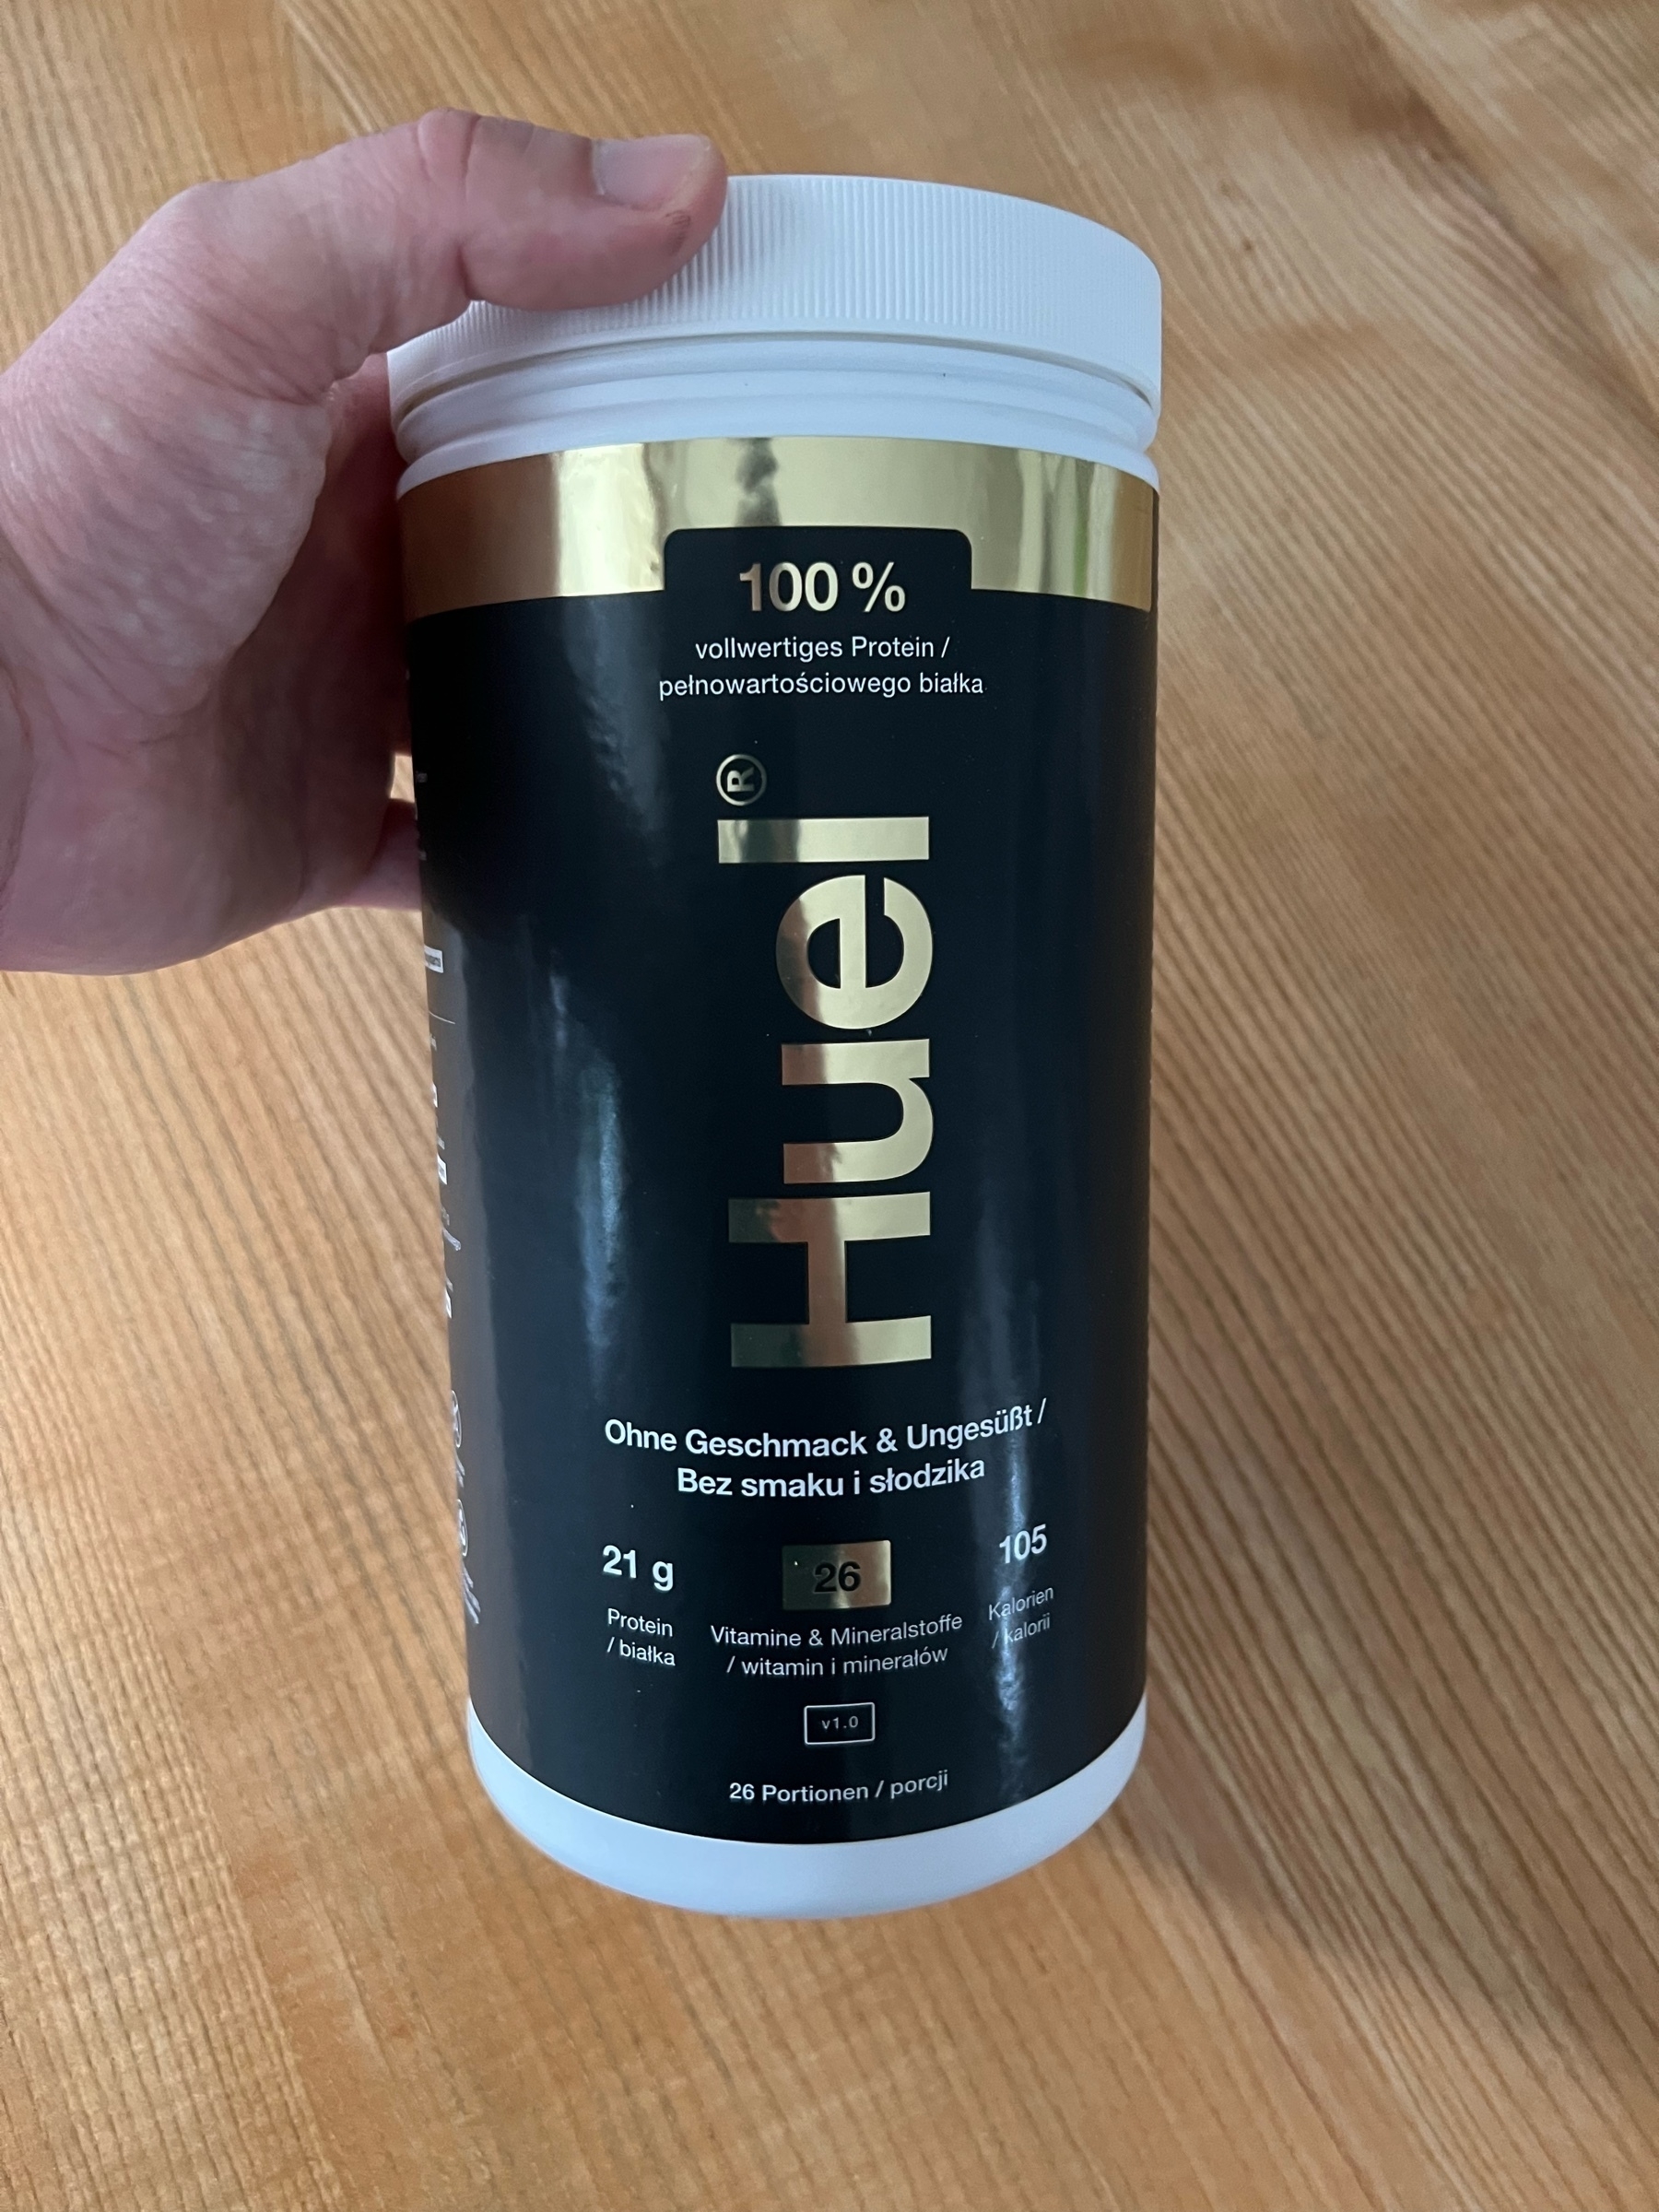 100 %
vollwertiges Protein /
pełnowartościowego białka
Huel®
Ohne Geschmack & Ungesüßt /
Bez smaku i słodzika
21 g
Protein
/ białka
26
Vitamine & Mineralstoffe
/ witamin i minerałów
105
Kalorien
/ kalorii
v1.0
26 Portionen / porcji